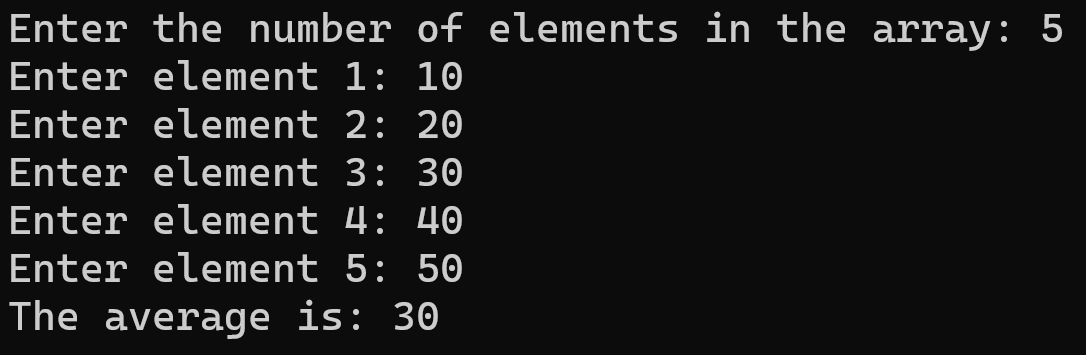 Enter the number of elements in the array: 5
Enter element 1: 10
Enter element 2: 20
Enter element 3: 30
Enter element 4: 40
Enter element 5: 50
The average is: 30